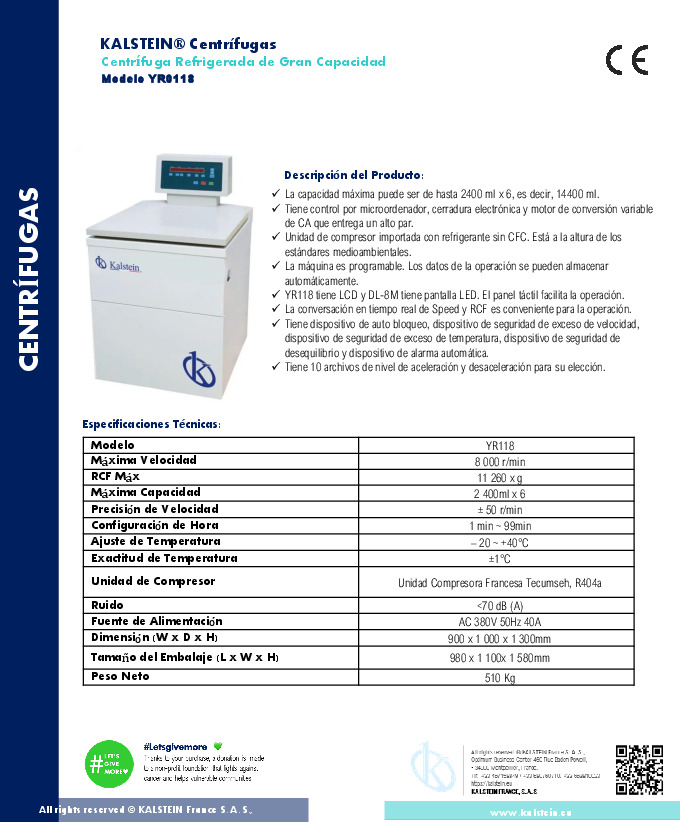 KALSTEIN® Centrífugas
Centrífuga Refrigerada de Gran Capacidad
Modelo YR0118
CE
CENTRÍFUGAS
Kalstein
Descripción del Producto:
✓ La capacidad máxima puede ser de hasta 2400 ml x 6, es decir, 14400 ml.
✓ Tiene control por microordenador, cerradura electrónica y motor de conversión variable
de CA que entrega un alto par.
✓ Unidad de compresor importada con refrigerante sin CFC. Está a la altura de los
estándares medioambientales.
✓ La máquina es programable. Los datos de la operación se pueden almacenar
automáticamente.
✓ YR118 tiene LCD y DL-8M tiene pantalla LED. El panel táctil facilita la operación.
✓ La conversación en tiempo real de Speed y RCF es conveniente para la operación.
✓ Tiene dispositivo de auto bloqueo, dispositivo de seguridad de exceso de velocidad,
dispositivo de seguridad de exceso de temperatura, dispositivo de seguridad de
desequilibrio y dispositivo de alarma automática.
✓ Tiene 10 archivos de nivel de aceleración y desaceleración para su elección.
Especificaciones Técnicas:
Modelo YR118
Máxima Velocidad 8 000 r/min
RCF Máx 11 260 x g
Máxima Capacidad 2 400ml x 6
Precisión de Velocidad ± 50 r/min
Configuración de Hora 1 min ~ 99min
Ajuste de Temperatura – 20 ~ +40°C
Exactitud de Temperatura ±1°C
Unidad de Compresor Unidad Compresora Francesa Tecumseh, R404a
Ruido <70 dB (A)
Fuente de Alimentación AC 380V 50Hz 40A
Dimensión (W x D x H) 900 x 1 000 x 1 300mm
Tamaño del Embalaje (L x W x H) 980 x 1 100x 1 580mm
Peso Neto 510 Kg
#LET'S
GIVE
MORE
#Letsgivemore
Thanks to your purchase, a donation is made
to a non-profit foundation that fights against
cancer and helps vulnerable communities
All rights reserved © KALSTEIN France S. A. S.,
KALSTEIN FRANCE, S.A.S
All rights reserved © KALSTEIN France S.A.S.,
www.kalstein.eu